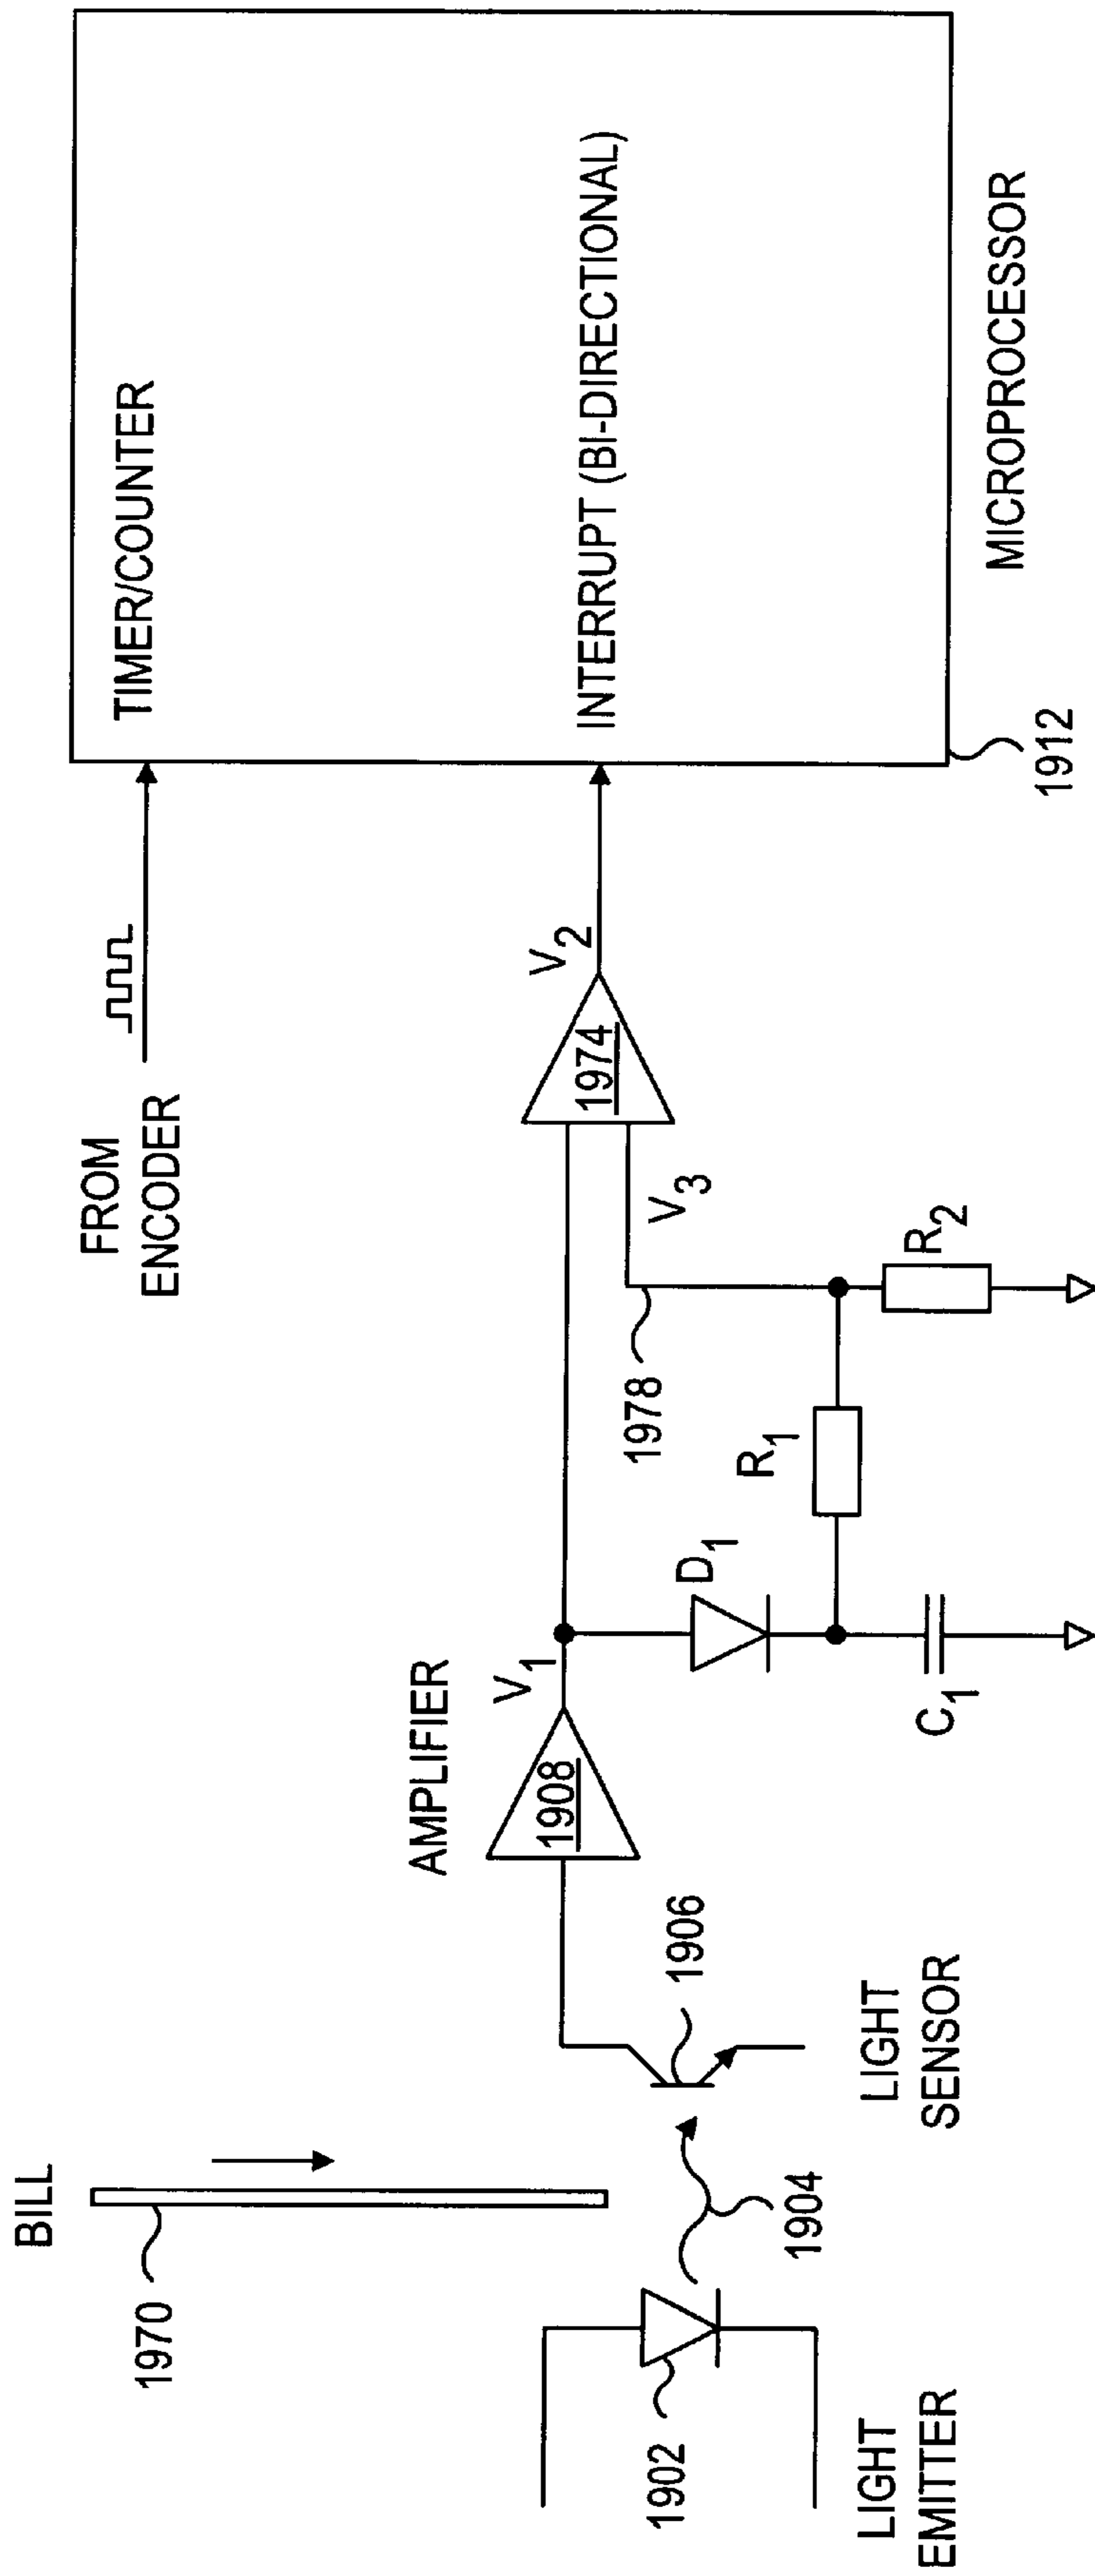 BILL
1970
LIGHT
EMITTER
1902
1904
LIGHT
SENSOR
1906
AMPLIFIER
1908
V1
D1
C1
R1
R2
1978
V3
1974
V2
FROM
ENCODER
TIMER/COUNTER
INTERRUPT (BI-DIRECTIONAL)
1912
MICROPROCESSOR